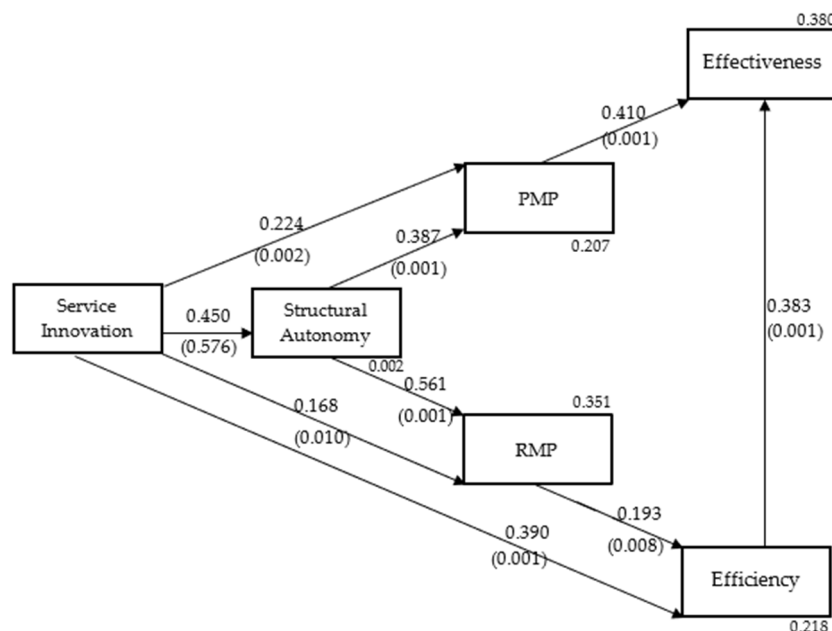 0.380
Effectiveness
0.410
(0.001)
PMP
0.207
0.224
(0.002)
0.387
(0.001)
Service
Innovation
0.450
(0.576)
Structural
Autonomy
0.002
0.383
(0.001)
0.561
(0.001)
0.168
(0.010)
0.351
RMP
0.193
(0.008)
0.390
(0.001)
Efficiency
0.218